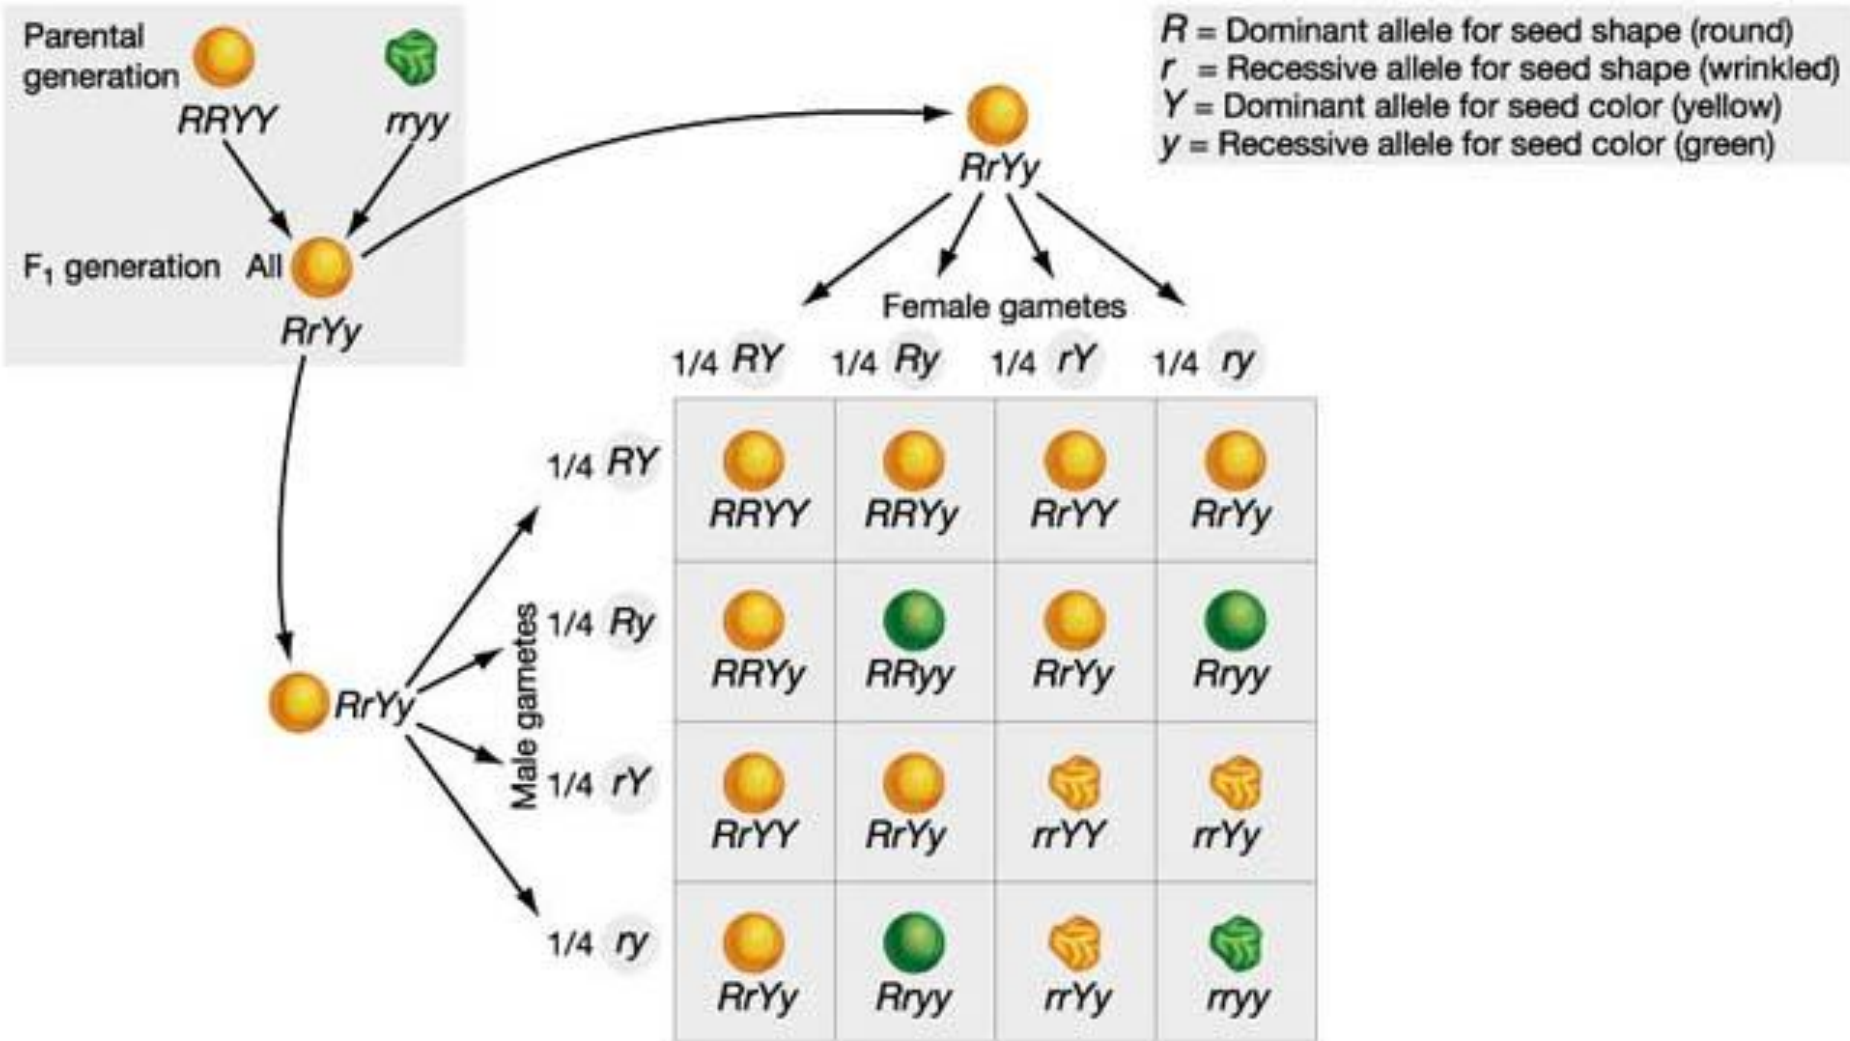 Parental
generation
RRYY
rryy
F1 generation
All
RrYy
RrYy
R = Dominant allele for seed shape (round)
r = Recessive allele for seed shape (wrinkled)
Y = Dominant allele for seed color (yellow)
y = Recessive allele for seed color (green)
Female gametes
1/4 RY
1/4 Ry
1/4 rY
1/4 ry
RrYy
Male gametes
1/4 RY
RRYY
RRYy
RrYY
RrYy
1/4 Ry
RRYy
RRyy
RrYy
Rryy
1/4 rY
RrYY
RrYy
rrYY
rrYy
1/4 ry
RrYy
Rryy
rrYy
rryy